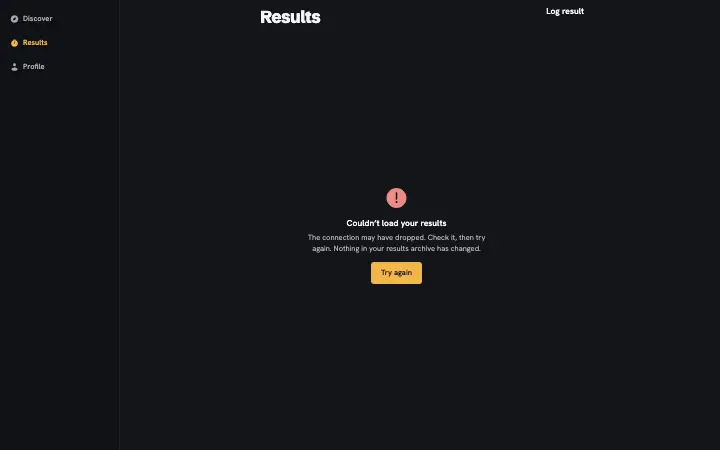 Discover
Results
Profile
Results
Log result
Couldn’t load your results
The connection may have dropped. Check it, then try
again. Nothing in your results archive has changed.
Try again